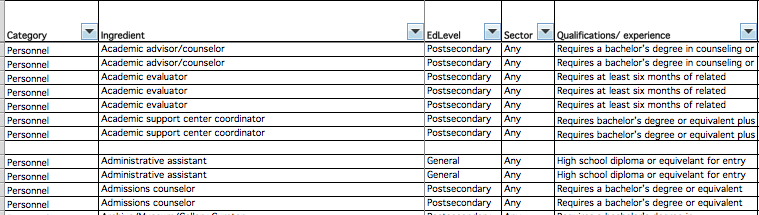 Category Ingredient EdLevel Sector Qualifications/ experience
Personnel Academic advisor/counselor Postsecondary Any Requires a bachelor's degree in counseling or
Personnel Academic advisor/counselor Postsecondary Any Requires a bachelor's degree in counseling or
Personnel Academic evaluator Postsecondary Any Requires at least six months of related
Personnel Academic evaluator Postsecondary Any Requires at least six months of related
Personnel Academic evaluator Postsecondary Any Requires at least six months of related
Personnel Academic support center coordinator Postsecondary Any Requires bachelor's degree or equivalent plus
Personnel Academic support center coordinator Postsecondary Any Requires bachelor's degree or equivalent plus
Personnel Administrative assistant General Any High school diploma or equivelant for entry
Personnel Administrative assistant General Any High school diploma or equivelant for entry
Personnel Admissions counselor Postsecondary Any Requires a bachelor's degree or equivalent
Personnel Admissions counselor Postsecondary Any Requires a bachelor's degree or equivalent